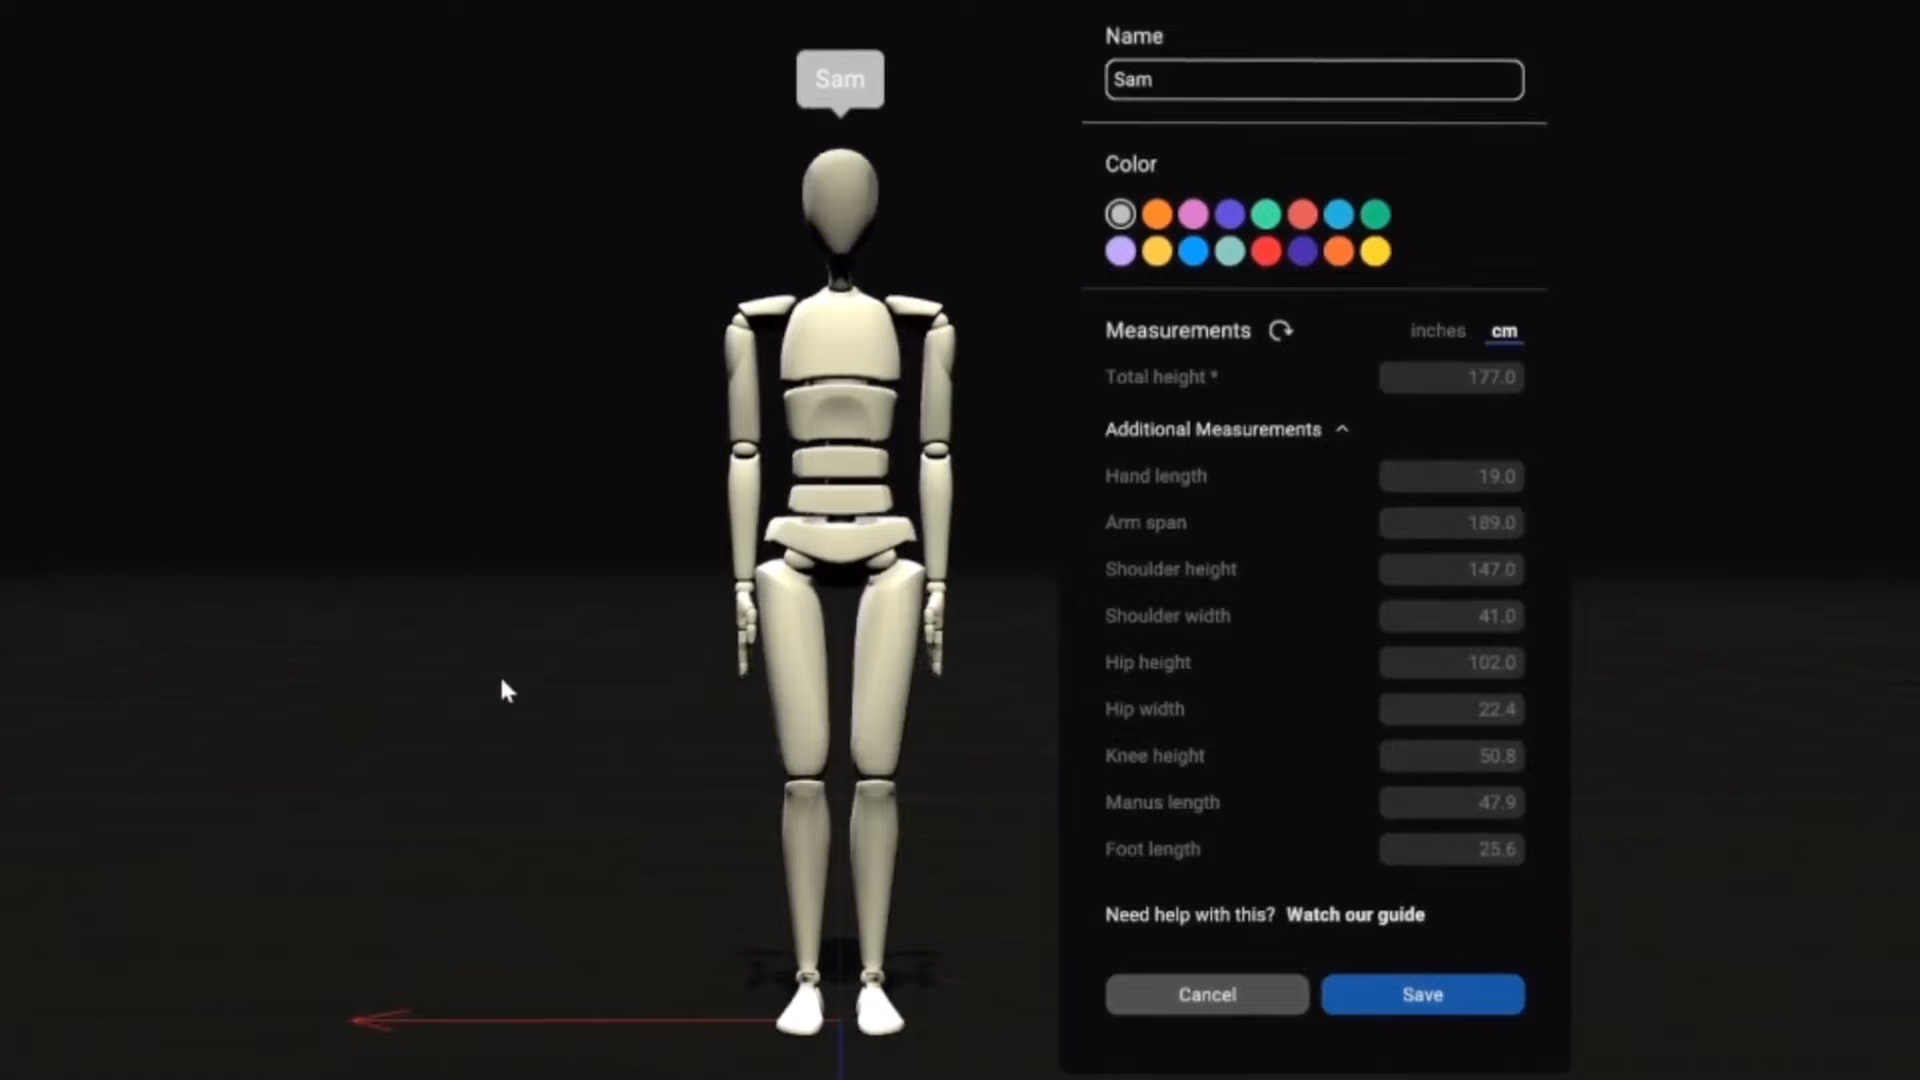 Sam
Name
Sam
Color
Measurements inches cm
Total height * 177.0
Additional Measurements
Hand length 19.0
Arm span 189.0
Shoulder height 147.0
Shoulder width 41.0
Hip height 102.0
Hip width 22.4
Knee height 50.8
Manus length 47.9
Foot length 25.6
Need help with this? Watch our guide
Cancel Save